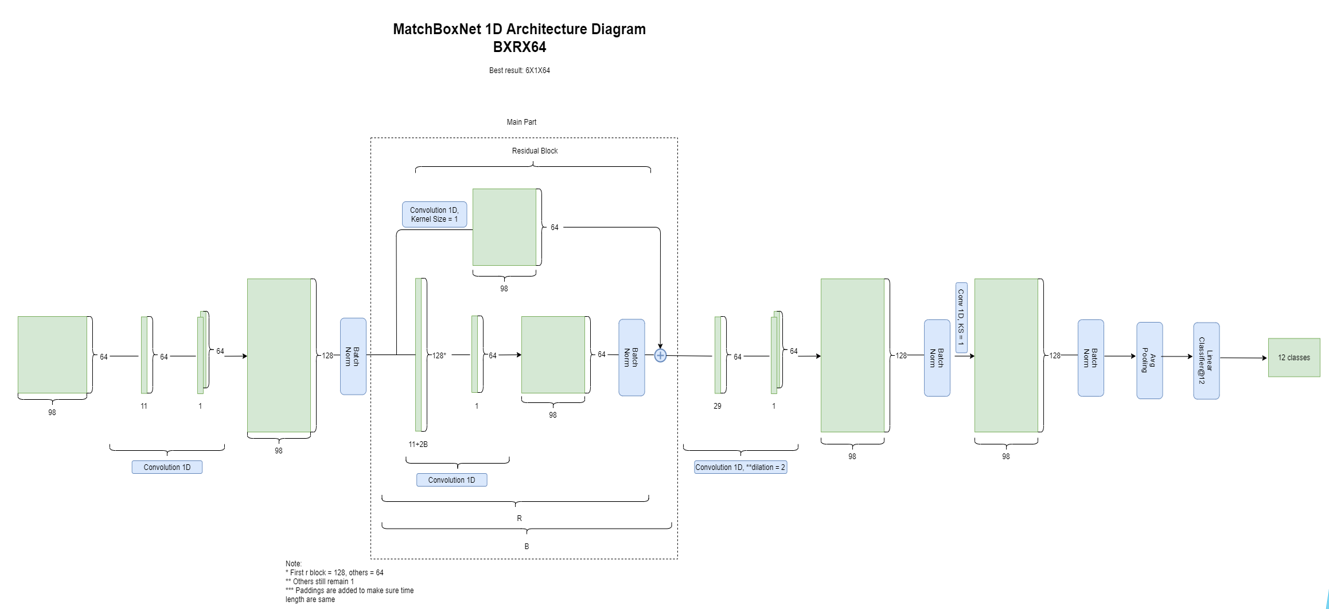 MatchBoxNet 1D Architecture Diagram
BXRX64
Best result: 6X1X64
Main Part
Residual Block
Convolution 1D,
Kernel Size = 1
64
98
64
98
64
11
64
1
Convolution 1D
128
98
Batch
Norm
128*
11+2B
64
1
Convolution 1D
64
98
Batch
Norm
R
B
64
29
64
1
Convolution 1D, **dilation = 2
128
98
Batch
Norm
Conv 1D, KS = 1
128
98
Batch
Norm
Avg
Pooling
Linear
Classifier@12
12 classes
Note:
* First r block = 128, others = 64
** Others still remain 1
*** Paddings are added to make sure time
length are same